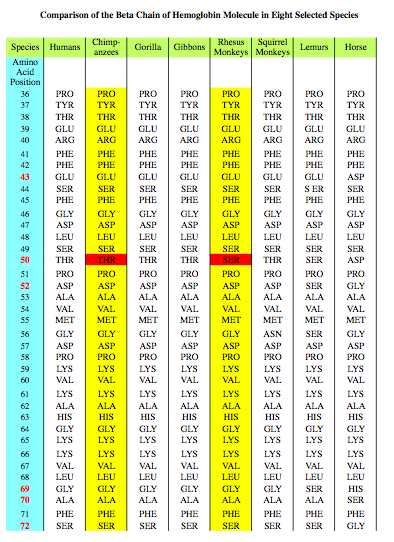 Comparison of the Beta Chain of Hemoglobin Molecule in Eight Selected Species
Species Humans Chimp-anzees Gorilla Gibbons Rhesus Monkeys Squirrel Monkeys Lemurs Horse
Amino
Acid
Position
36 PRO PRO PRO PRO PRO PRO PRO PRO
37 TYR TYR TYR TYR TYR TYR TYR TYR
38 THR THR THR THR THR THR THR THR
39 GLU GLU GLU GLU GLU GLU GLU GLU
40 ARG ARG ARG ARG ARG ARG ARG ARG
41 PHE PHE PHE PHE PHE PHE PHE PHE
42 PHE PHE PHE PHE PHE PHE PHE PHE
43 GLU GLU GLU GLU GLU GLU GLU ASP
44 SER SER SER SER SER SER S ER SER
45 PHE PHE PHE PHE PHE PHE PHE PHE
46 GLY GLY GLY GLY GLY GLY GLY GLY
47 ASP ASP ASP ASP ASP ASP ASP ASP
48 LEU LEU LEU LEU LEU LEU LEU LEU
49 SER SER SER SER SER SER SER SER
50 THR THR THR THR SER THR SER ASP
51 PRO PRO PRO PRO PRO PRO PRO PRO
52 ASP ASP ASP ASP ASP ASP SER GLY
53 ALA ALA ALA ALA ALA ALA ALA ALA
54 VAL VAL VAL VAL VAL VAL VAL VAL
55 MET MET MET MET MET MET MET MET
56 GLY GLY GLY GLY GLY ASN SER GLY
57 ASP ASP ASP ASP ASP ASP ASP ASP
58 PRO PRO PRO PRO PRO PRO PRO PRO
59 LYS LYS LYS LYS LYS LYS LYS LYS
60 VAL VAL VAL VAL VAL VAL VAL VAL
61 LYS LYS LYS LYS LYS LYS LYS LYS
62 ALA ALA ALA ALA ALA ALA ALA ALA
63 HIS HIS HIS HIS HIS HIS HIS HIS
64 GLY GLY GLY GLY GLY GLY GLY GLY
65 LYS LYS LYS LYS LYS LYS LYS LYS
66 LYS LYS LYS LYS LYS LYS LYS LYS
67 VAL VAL VAL VAL VAL VAL VAL VAL
68 LEU LEU LEU LEU LEU LEU LEU LEU
69 GLY GLY GLY GLY GLY GLY SER HIS
70 ALA ALA ALA ALA ALA ALA ALA SER
71 PHE PHE PHE PHE PHE PHE PHE PHE
72 SER SER SER SER SER SER SER GLY